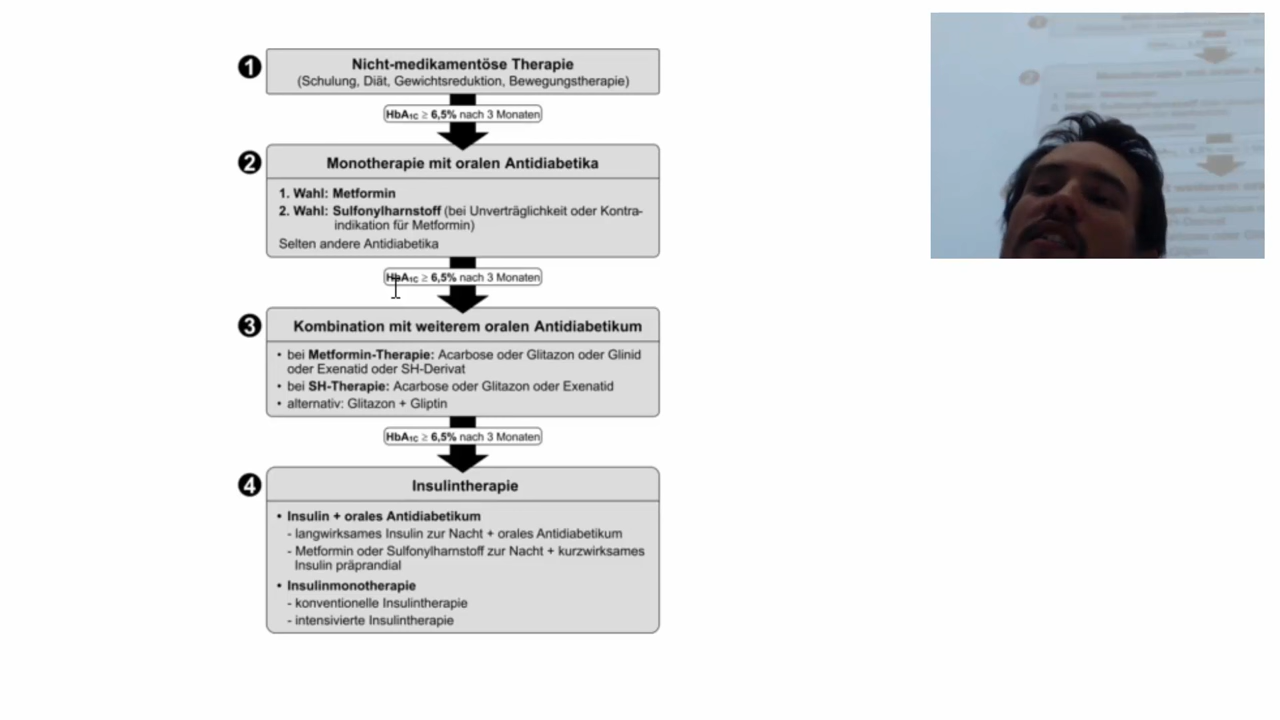 1
Nicht-medikamentöse Therapie
(Schulung, Diät, Gewichtsreduktion, Bewegungstherapie)
HbA1C ≥ 6,5% nach 3 Monaten
2
Monotherapie mit oralen Antidiabetika
1. Wahl: Metformin
2. Wahl: Sulfonylharnstoff (bei Unverträglichkeit oder Kontra-
indikation für Metformin)
Selten andere Antidiabetika
HbA1C ≥ 6,5% nach 3 Monaten
3
Kombination mit weiterem oralen Antidiabetikum
• bei Metformin-Therapie: Acarbose oder Glitazon oder Glinid
oder Exenatid oder SH-Derivat
• bei SH-Therapie: Acarbose oder Glitazon oder Exenatid
• alternativ: Glitazon + Gliptin
HbA1C ≥ 6,5% nach 3 Monaten
4
Insulintherapie
• Insulin + orales Antidiabetikum
- langwirksames Insulin zur Nacht + orales Antidiabetikum
- Metformin oder Sulfonylharnstoff zur Nacht + kurzwirksames
Insulin präprandial
• Insulinmonotherapie
- konventionelle Insulintherapie
- intensivierte Insulintherapie